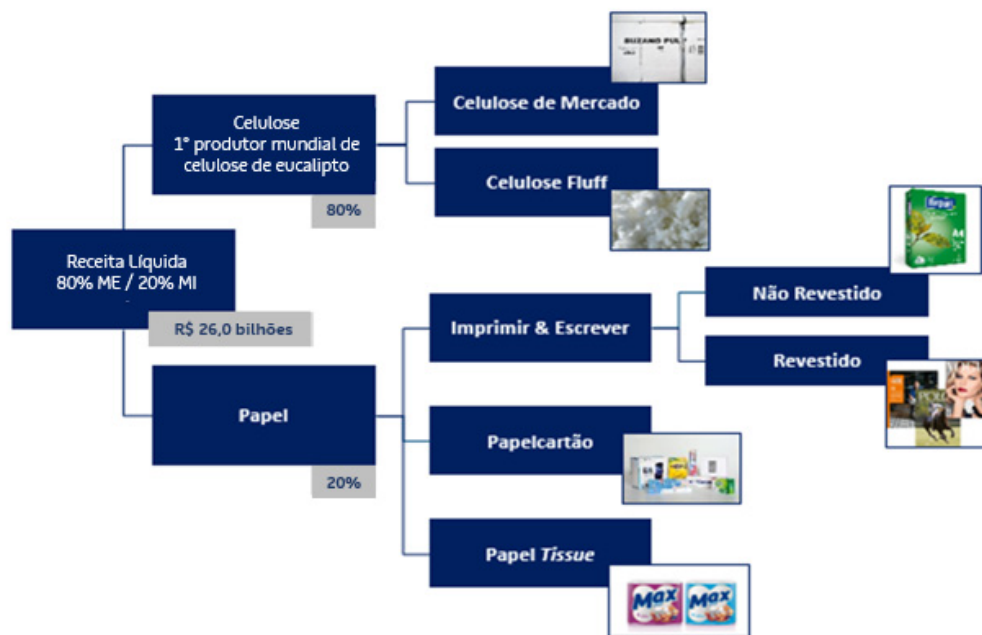 Celulose
1° produtor mundial de
celulose de eucalipto
80%
Celulose de Mercado
Celulose Fluff
Receita Líquida
80% ME / 20% MI
R$ 26,0 bilhões
Papel
20%
Imprimir & Escrever
Não Revestido
A4
Revestido
Papelcartão
Papel Tissue
Max
Max